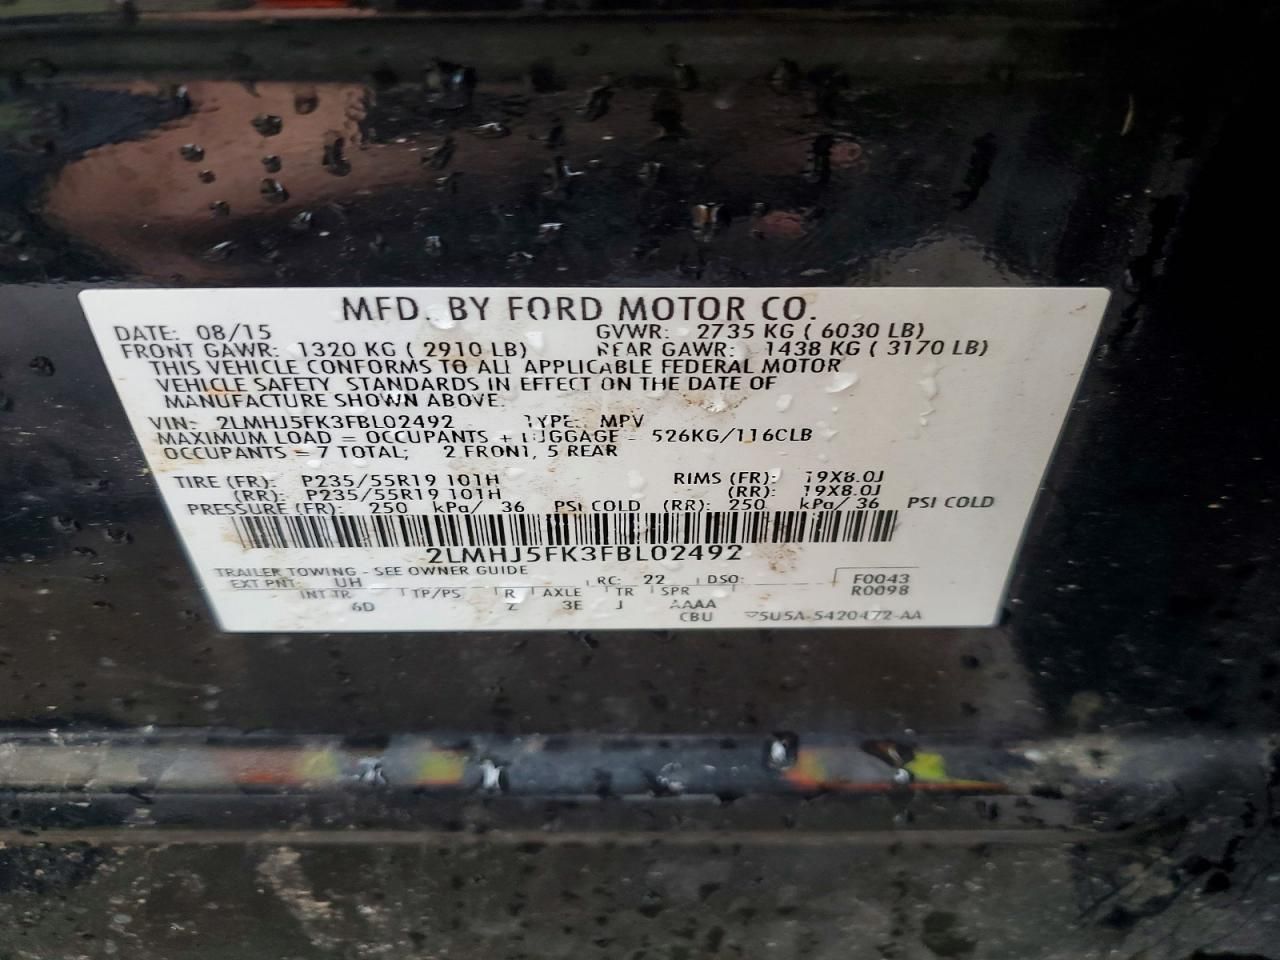 MFD. BY FORD MOTOR CO.
DATE: 08/15 GVWR: 2735 KG ( 6030 LB)
FRONT GAWR: 1320 KG ( 2910 LB) REAR GAWR: 1438 KG ( 3170 LB)
THIS VEHICLE CONFORMS TO ALL APPLICABLE FEDERAL MOTOR
VEHICLE SAFETY STANDARDS IN EFFECT ON THE DATE OF
MANUFACTURE SHOWN ABOVE.
VIN: 2LMHJ5FK3FBL02492 TYPE: MPV
MAXIMUM LOAD = OCCUPANTS + LUGGAGE = 526KG/1160LB
OCCUPANTS = 7 TOTAL; 2 FRONT, 5 REAR
TIRE (FR): P235/55R19 101H RIMS (FR): 19X8.0J
(RR): P235/55R19 101H (RR): 19X8.0J
PRESSURE (FR): 250 kPa/ 36 PSI COLD (RR): 250 kPa/ 36 PSI COLD
2LMHJ5FK3FBL02492
TRAILER TOWING - SEE OWNER GUIDE
EXT PNT: UH RC: 22 DSO: F0043
INT TR TP/PS R AXLE TR SPR R0098
6D Z 3E J AAAA
CBU 5U5A-5420472-AA